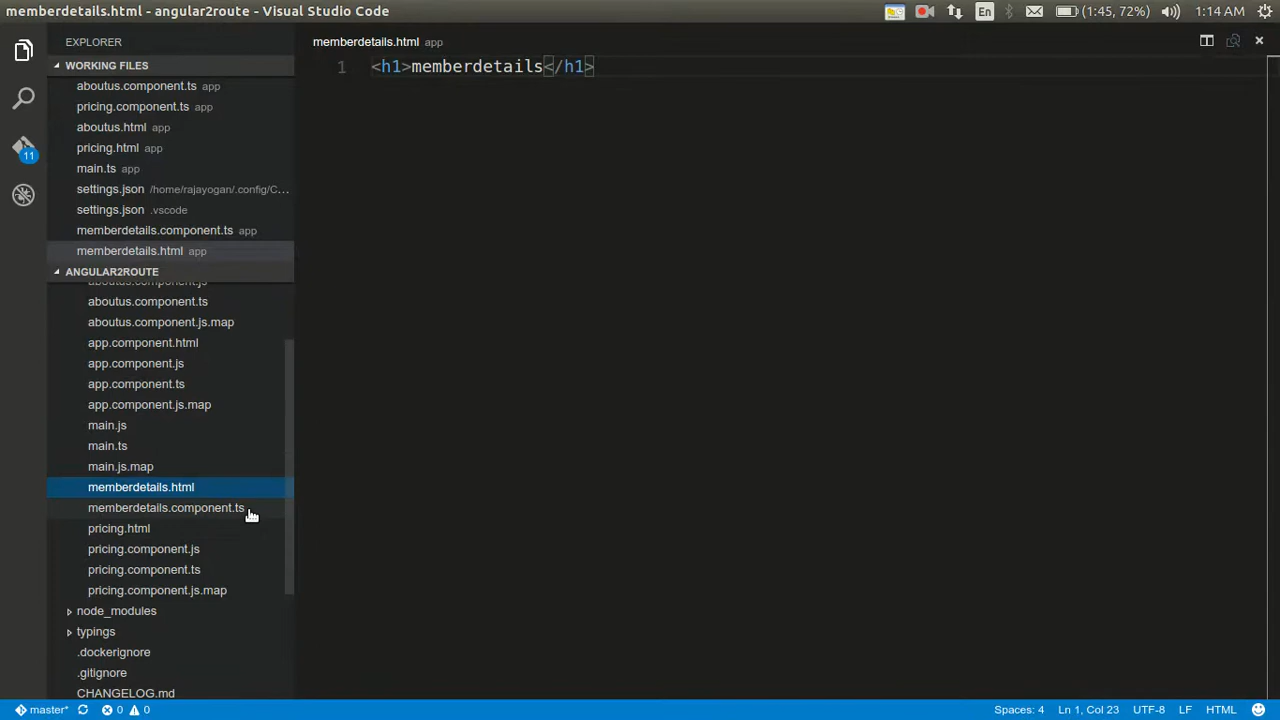 memberdetails.html - angular2route - Visual Studio Code
En
(1:45, 72%)
1:14 AM
EXPLORER
WORKING FILES
aboutus.component.ts app
pricing.component.ts app
aboutus.html app
pricing.html app
main.ts app
settings.json /home/rajayogan/.config/C...
settings.json .vscode
memberdetails.component.ts app
memberdetails.html app
11
ANGULAR2ROUTE
aboutus.component.js
aboutus.component.ts
aboutus.component.js.map
app.component.html
app.component.js
app.component.ts
app.component.js.map
main.js
main.ts
main.js.map
memberdetails.html
memberdetails.component.ts
pricing.html
pricing.component.js
pricing.component.ts
pricing.component.js.map
node_modules
typings
.dockerignore
.gitignore
CHANGELOG.md
memberdetails.html app
1 <h1>memberdetails</h1>
master* 0 0
Spaces: 4 Ln 1, Col 23 UTF-8 LF HTML